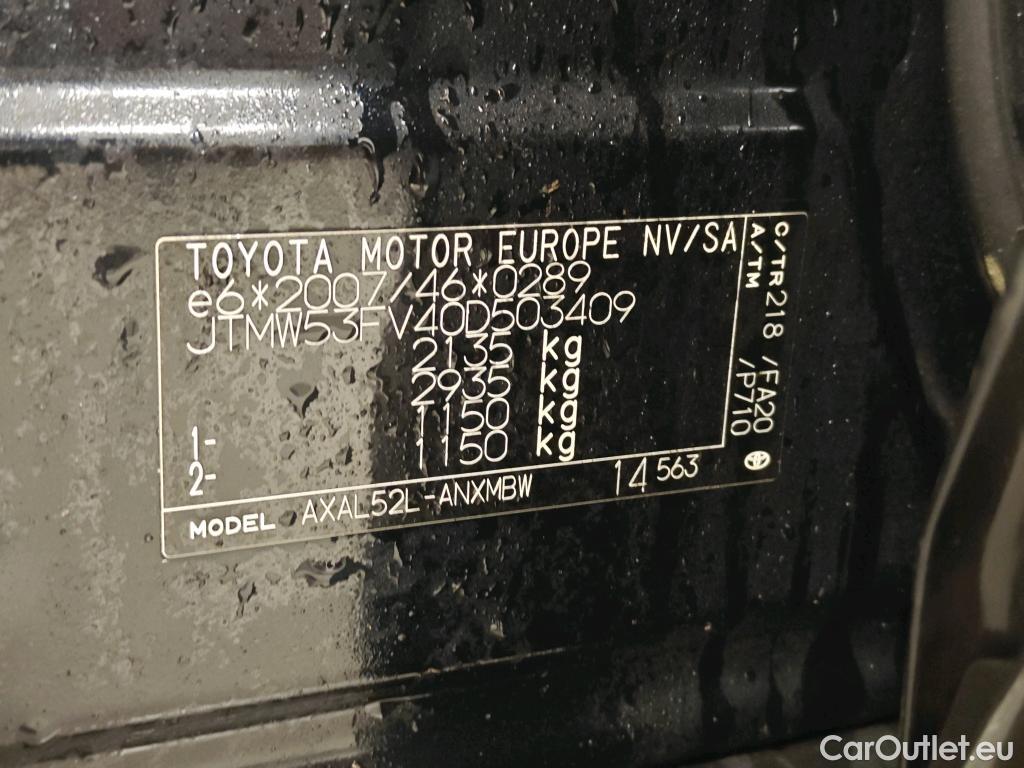 TOYOTA MOTOR EUROPE NV/SA
e6*2007/46*0289
JTMW53FV40D503409
2135 kg
2935 kg
1- 1150 kg
2- 1150 kg
MODEL AXAL52L-ANXMBW 14 563
C/TR 218 /FA20
A/TM /P710
CarOutlet.eu